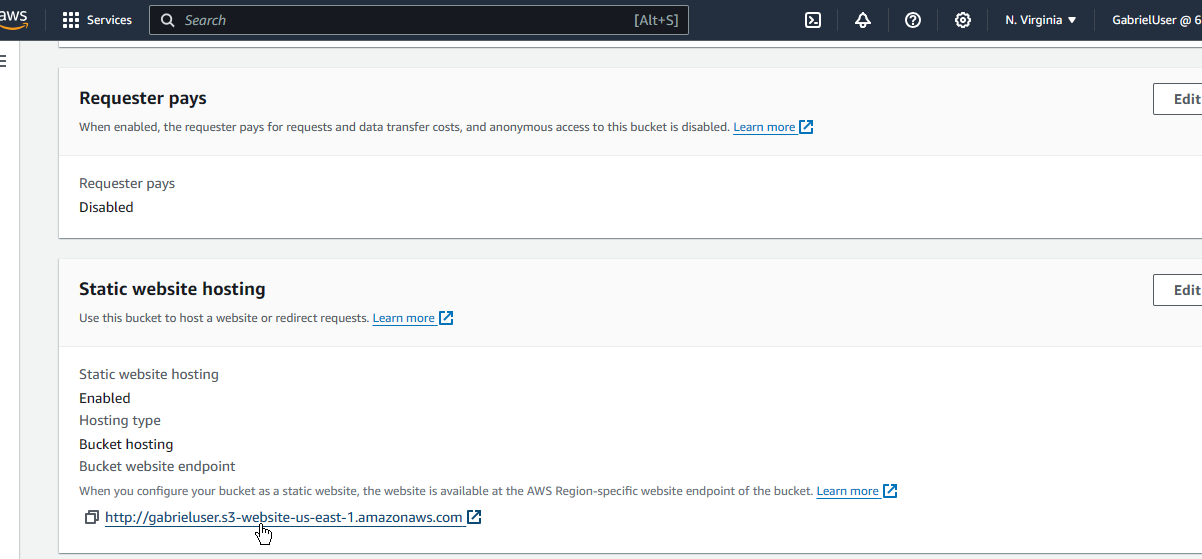 aws
Services
Search
[Alt+S]
N. Virginia
GabrielUser @ 6
Requester pays
Edit
When enabled, the requester pays for requests and data transfer costs, and anonymous access to this bucket is disabled. Learn more
Requester pays
Disabled
Static website hosting
Edit
Use this bucket to host a website or redirect requests. Learn more
Static website hosting
Enabled
Hosting type
Bucket hosting
Bucket website endpoint
When you configure your bucket as a static website, the website is available at the AWS Region-specific website endpoint of the bucket. Learn more
http://gabrieluser.s3-website-us-east-1.amazonaws.com